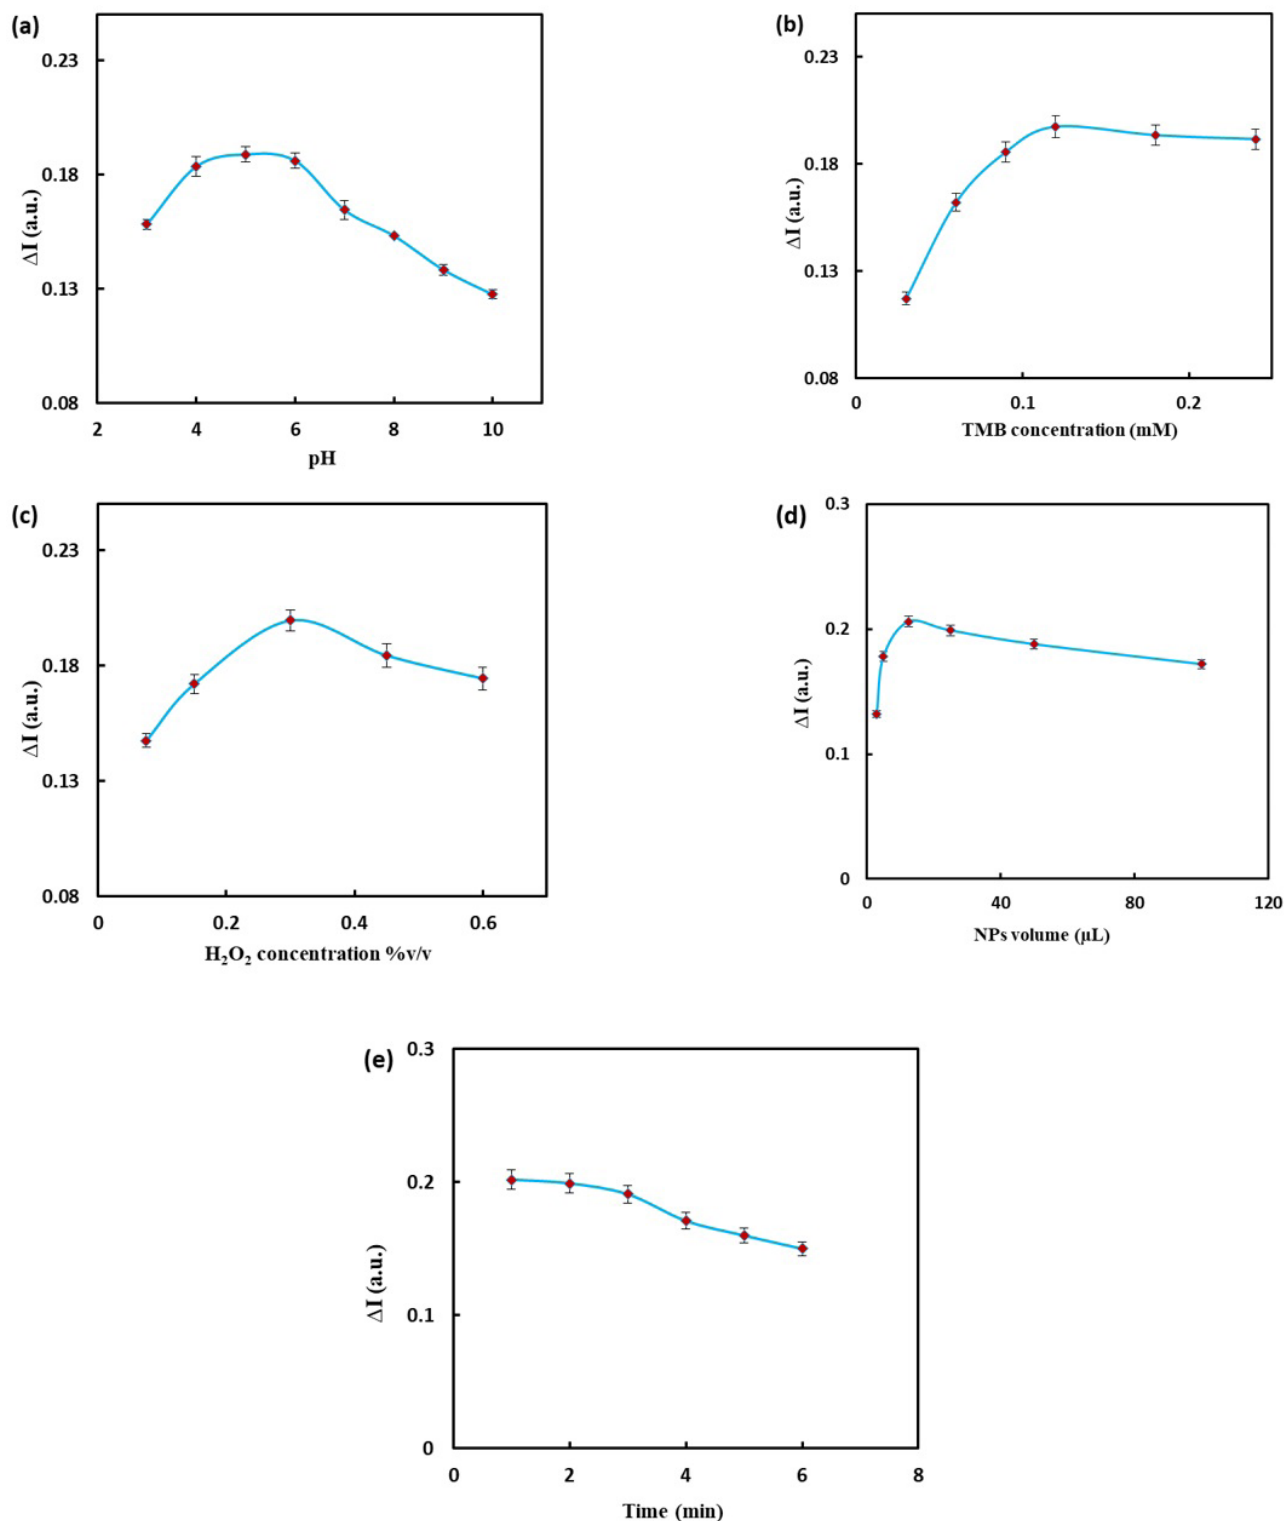 (a)
0.23
0.18
0.13
0.08
ΔI (a.u.)
2 4 6 8 10
pH
(b)
0.23
0.18
0.13
0.08
ΔI (a.u.)
0 0.1 0.2
TMB concentration (mM)
(c)
0.23
0.18
0.13
0.08
ΔI (a.u.)
0 0.2 0.4 0.6
H₂O₂ concentration %v/v
(d)
0.3
0.2
0.1
0
ΔI (a.u.)
0 40 80 120
NPs volume (µL)
(e)
0.3
0.2
0.1
0
ΔI (a.u.)
0 2 4 6 8
Time (min)